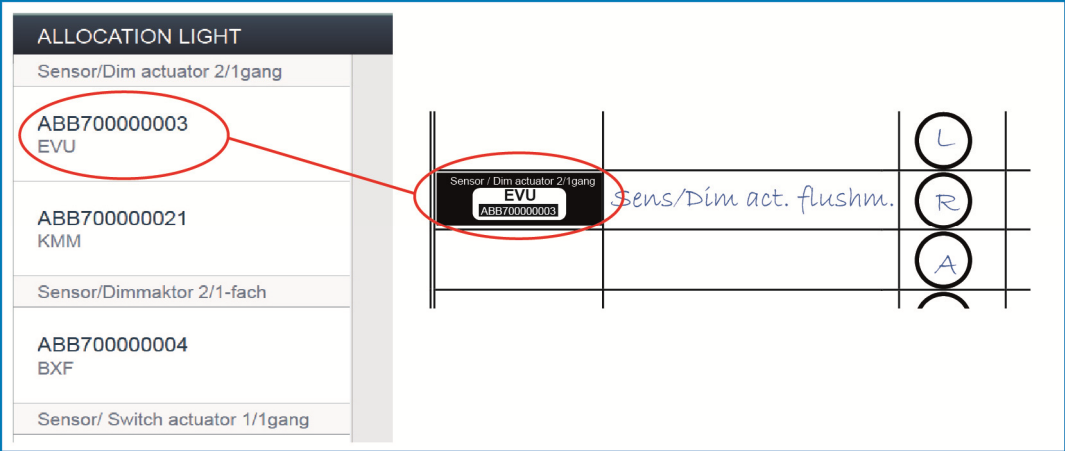 ALLOCATION LIGHT
Sensor/Dim actuator 2/1gang
ABB700000003
EVU
ABB700000021
KMM
Sensor/Dimmaktor 2/1-fach
ABB700000004
BXF
Sensor/ Switch actuator 1/1gang
L
Sensor / Dim actuator 2/1gang
EVU
ABB700000003
Sens/Dim act. flushm.
R
A